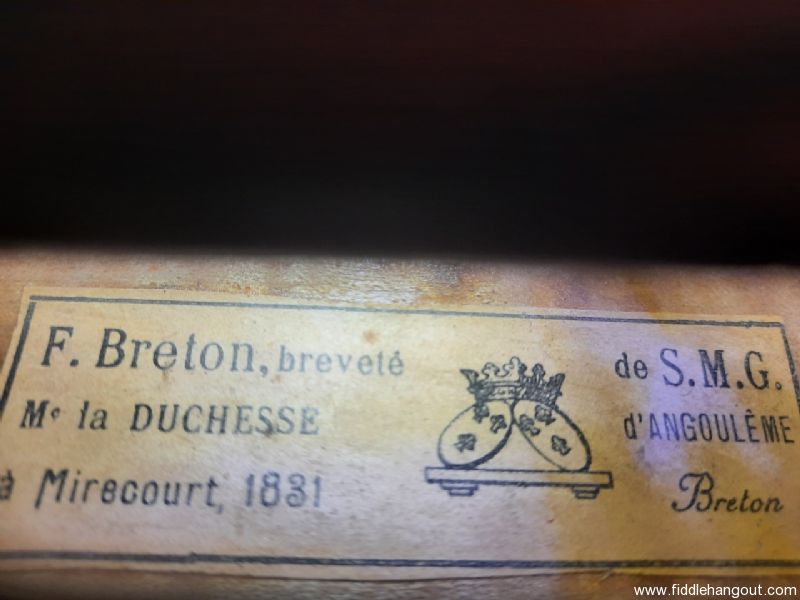 F. Breton, breveté de S.M.G.
Me la DUCHESSE d'ANGOULÊME
à Mirecourt, 1831 Breton
www.fiddlehangout.com